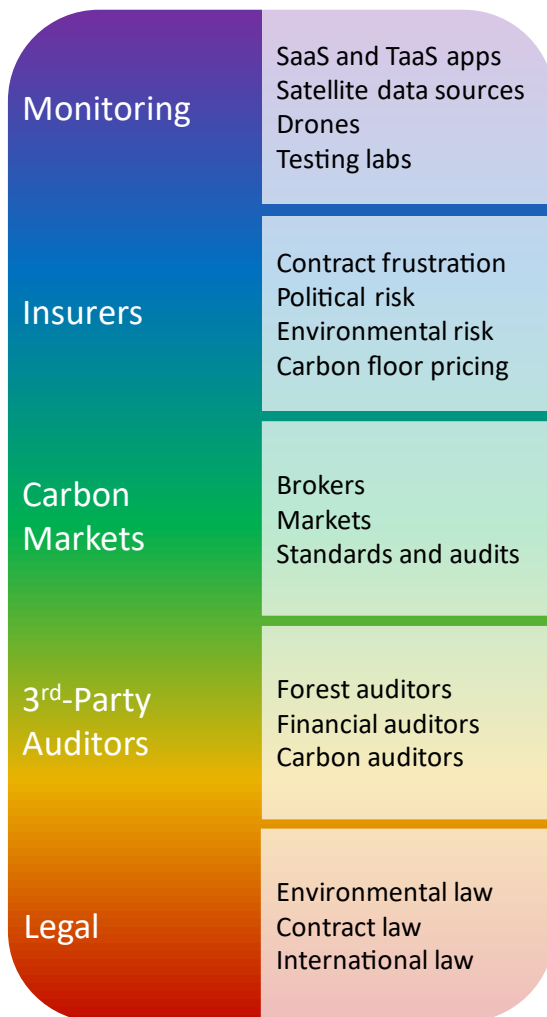 Monitoring
SaaS and TaaS apps
Satellite data sources
Drones
Testing labs
Insurers
Contract frustration
Political risk
Environmental risk
Carbon floor pricing
Carbon
Markets
Brokers
Markets
Standards and audits
3rd-Party
Auditors
Forest auditors
Financial auditors
Carbon auditors
Legal
Environmental law
Contract law
International law